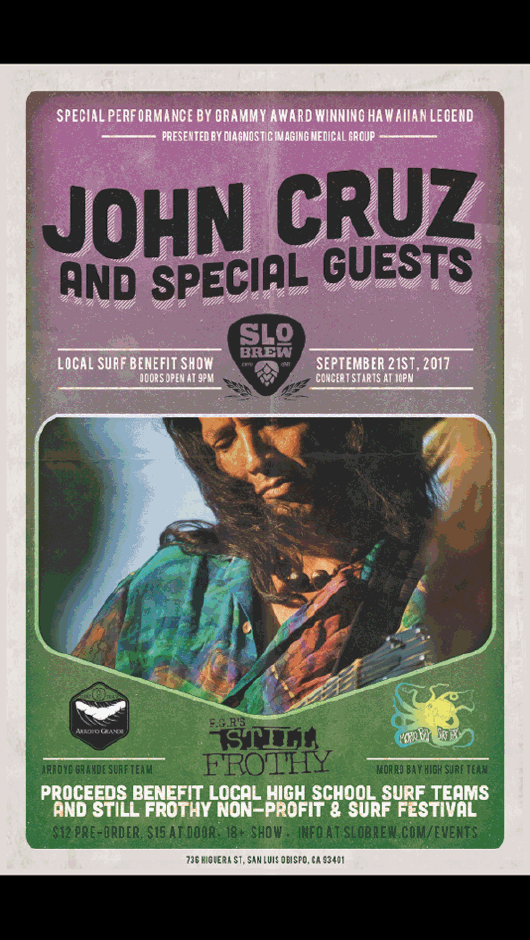 SPECIAL PERFORMANCE BY GRAMMY AWARD WINNING HAWAIIAN LEGEND
PRESENTED BY DIAGNOSTIC IMAGING MEDICAL GROUP
JOHN CRUZ
AND SPECIAL GUESTS
SLO
BREW
LOCAL SURF BENEFIT SHOW
DOORS OPEN AT 9PM
SEPTEMBER 21ST, 2017
CONCERT STARTS AT 10PM
ARROYO GRANDE
P.G.R'S
STILL
FROTHY
MORRO BAY
ARROYO GRANDE SURF TEAM
MORRO BAY HIGH SURF TEAM
PROCEEDS BENEFIT LOCAL HIGH SCHOOL SURF TEAMS
AND STILL FROTHY NON-PROFIT & SURF FESTIVAL
$12 PRE-ORDER, $15 AT DOOR · 18+ SHOW · INFO AT SLOBREW.COM/EVENTS
736 HIGUERA ST, SAN LUIS OBISPO, CA 93401